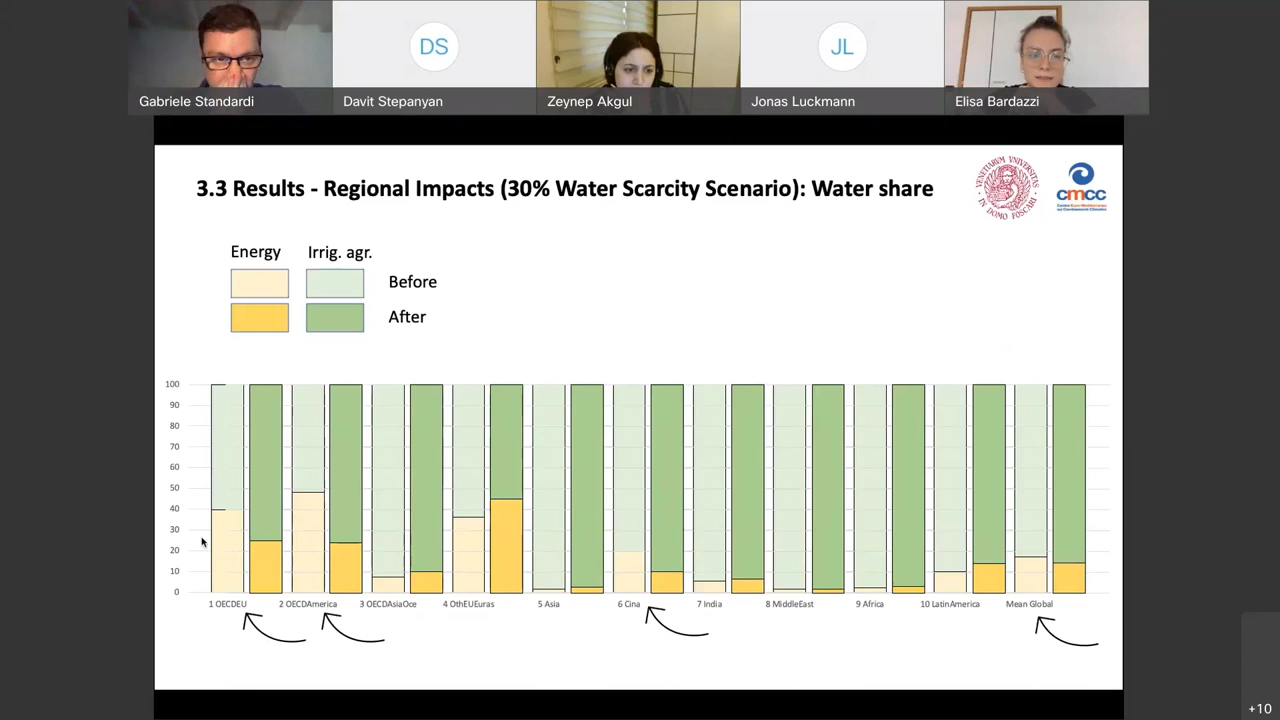 DS
JL
Gabriele Standardi
Davit Stepanyan
Zeynep Akgul
Jonas Luckmann
Elisa Bardazzi
3.3 Results - Regional Impacts (30% Water Scarcity Scenario): Water share
cmcc
Energy
Irrig. agr.
Before
After
100
90
80
70
60
50
40
30
20
10
0
1 OECDEU
2 OECDAmerica
3 OECDAsiaOce
4 OthEUEuras
5 Asia
6 Cina
7 India
8 MiddleEast
9 Africa
10 LatinAmerica
Mean Global
+10